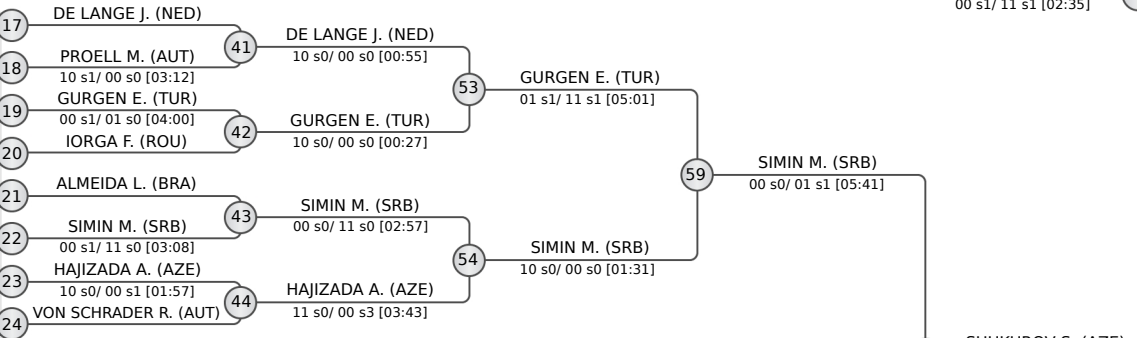 00 s1/ 11 s1 [02:35]
17
DE LANGE J. (NED)
41
DE LANGE J. (NED)
10 s0/ 00 s0 [00:55]
18
PROELL M. (AUT)
10 s1/ 00 s0 [03:12]
53
GURGEN E. (TUR)
01 s1/ 11 s1 [05:01]
19
GURGEN E. (TUR)
00 s1/ 01 s0 [04:00]
42
GURGEN E. (TUR)
10 s0/ 00 s0 [00:27]
20
IORGA F. (ROU)
59
SIMIN M. (SRB)
00 s0/ 01 s1 [05:41]
21
ALMEIDA L. (BRA)
43
SIMIN M. (SRB)
00 s0/ 11 s0 [02:57]
22
SIMIN M. (SRB)
00 s1/ 11 s0 [03:08]
54
SIMIN M. (SRB)
10 s0/ 00 s0 [01:31]
23
HAJIZADA A. (AZE)
10 s0/ 00 s1 [01:57]
44
HAJIZADA A. (AZE)
11 s0/ 00 s3 [03:43]
24
VON SCHRADER R. (AUT)